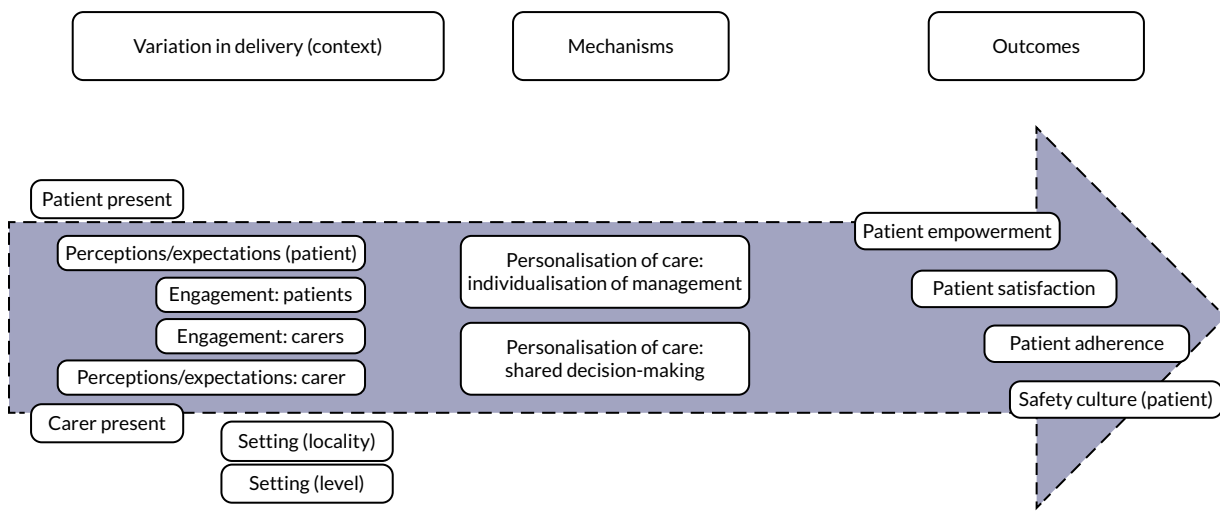 Variation in delivery (context)
Mechanisms
Outcomes
Patient present
Perceptions/expectations (patient)
Engagement: patients
Engagement: carers
Perceptions/expectations: carer
Carer present
Setting (locality)
Setting (level)
Personalisation of care:
individualisation of management
Personalisation of care:
shared decision-making
Patient empowerment
Patient satisfaction
Patient adherence
Safety culture (patient)